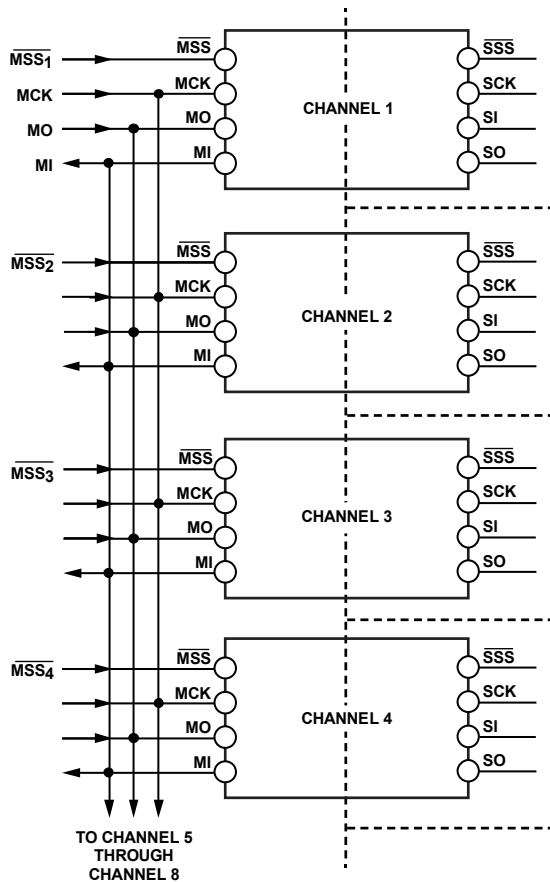 MSS1 MSS SSS
MCK MCK SCK
CHANNEL 1
MO MO SI
MI MI SO
MSS2 MSS SSS
MCK SCK
CHANNEL 2
MO SI
MI SO
MSS3 MSS SSS
MCK SCK
CHANNEL 3
MO SI
MI SO
MSS4 MSS SSS
MCK SCK
CHANNEL 4
MO SI
MI SO
TO CHANNEL 5
THROUGH
CHANNEL 8